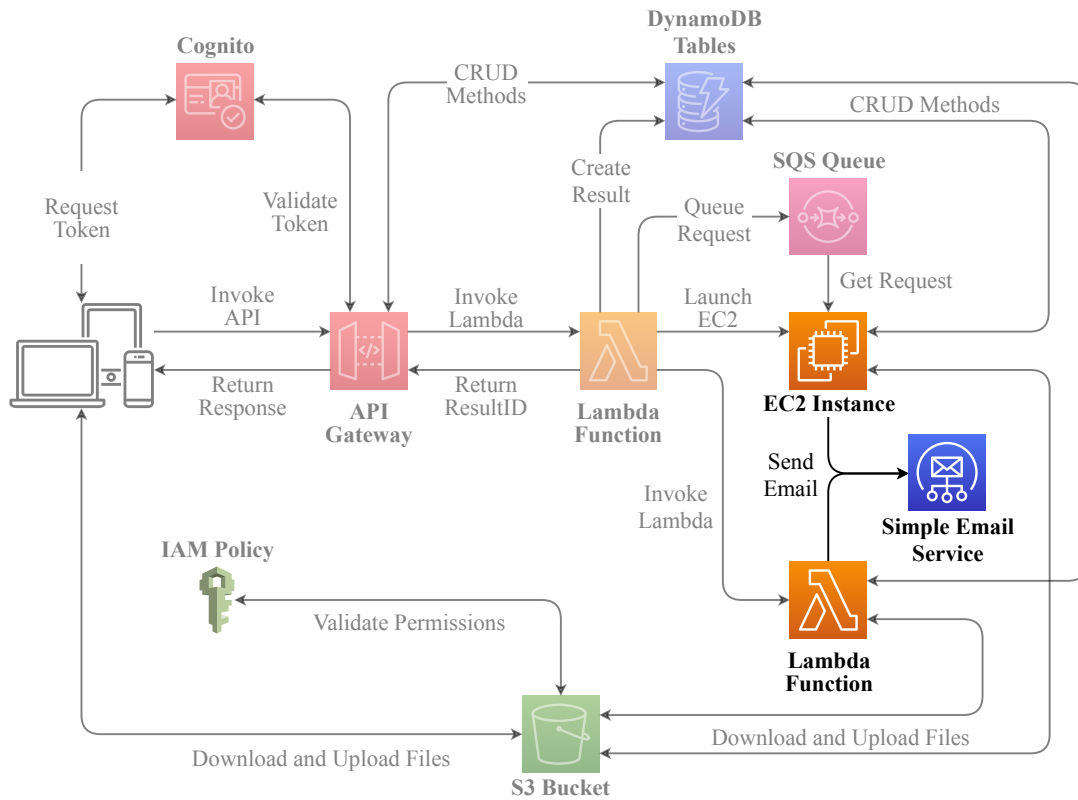 DynamoDB
Tables
Cognito
CRUD
Methods
CRUD Methods
SQS Queue
Create
Result
Request
Token
Validate
Token
Queue
Request
Get Request
Invoke
API
Invoke
Lambda
Launch
EC2
</>
Return
Response
Return
ResultID
API
Gateway
Lambda
Function
EC2 Instance
Send
Email
Invoke
Lambda
Simple Email
Service
IAM Policy
Validate Permissions
Lambda
Function
Download and Upload Files
Download and Upload Files
S3 Bucket